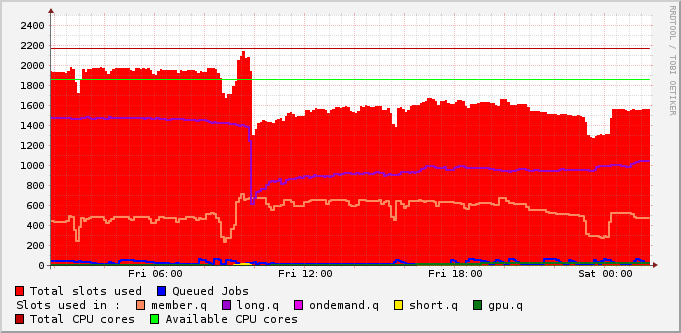 RRDTOOL / TOBI OETIKER
2400
2200
2000
1800
1600
1400
1200
1000
800
600
400
200
0
Fri 06:00 Fri 12:00 Fri 18:00 Sat 00:00
Total slots used Queued Jobs
Slots used in : member.q long.q ondemand.q short.q gpu.q
Total CPU cores Available CPU cores